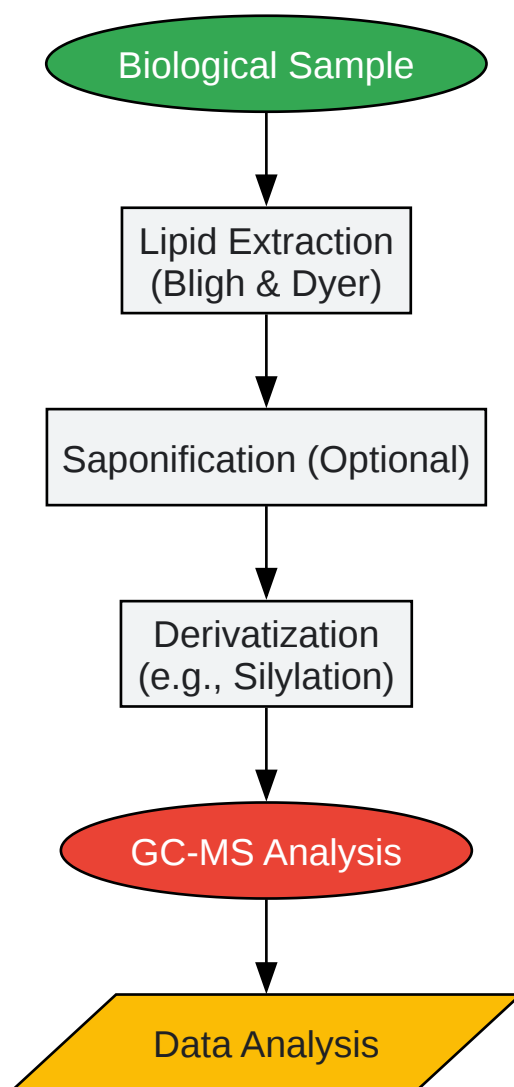 Biological Sample
Lipid Extraction
(Bligh & Dyer)
Saponification (Optional)
Derivatization
(e.g., Silylation)
GC-MS Analysis
Data Analysis